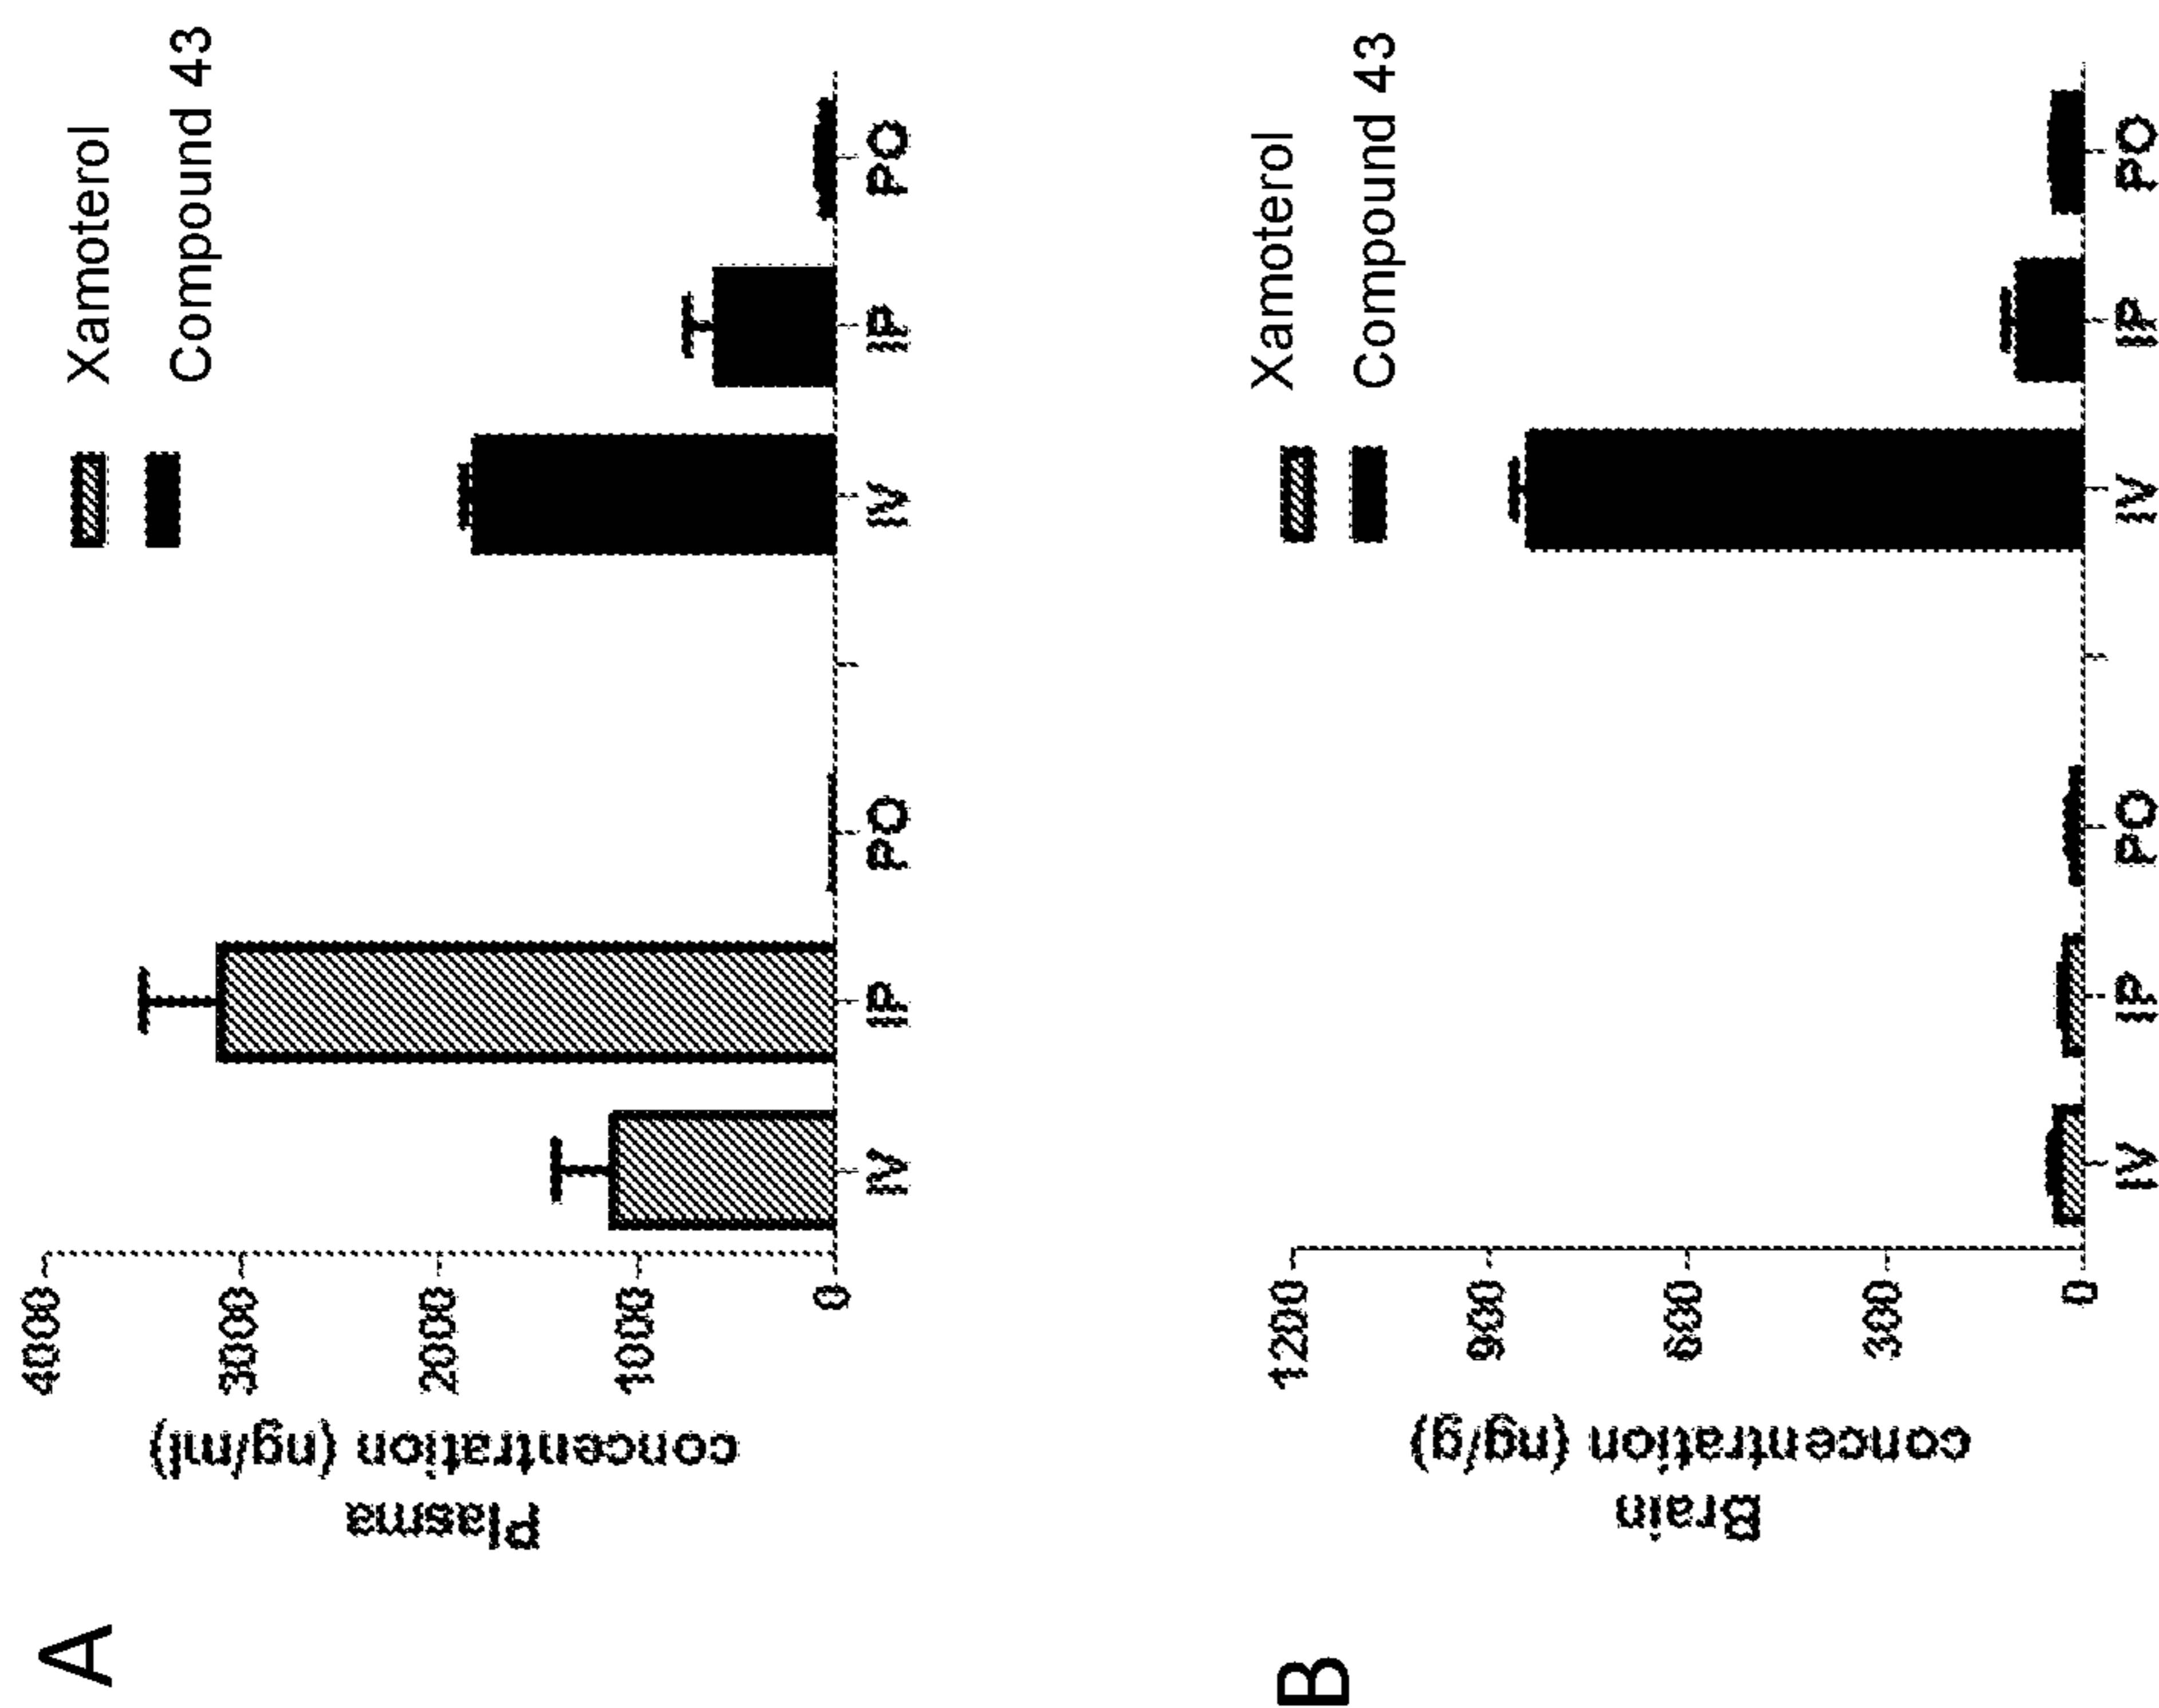 A
Xamoterol
Compound 43
Plasma
concentration (ng/ml)
4000
3000
2000
1000
0
IV IP PO IV IP PO
B
Xamoterol
Compound 43
Brain
concentration (ng/g)
1200
900
600
300
0
IV IP PO IV IP PO